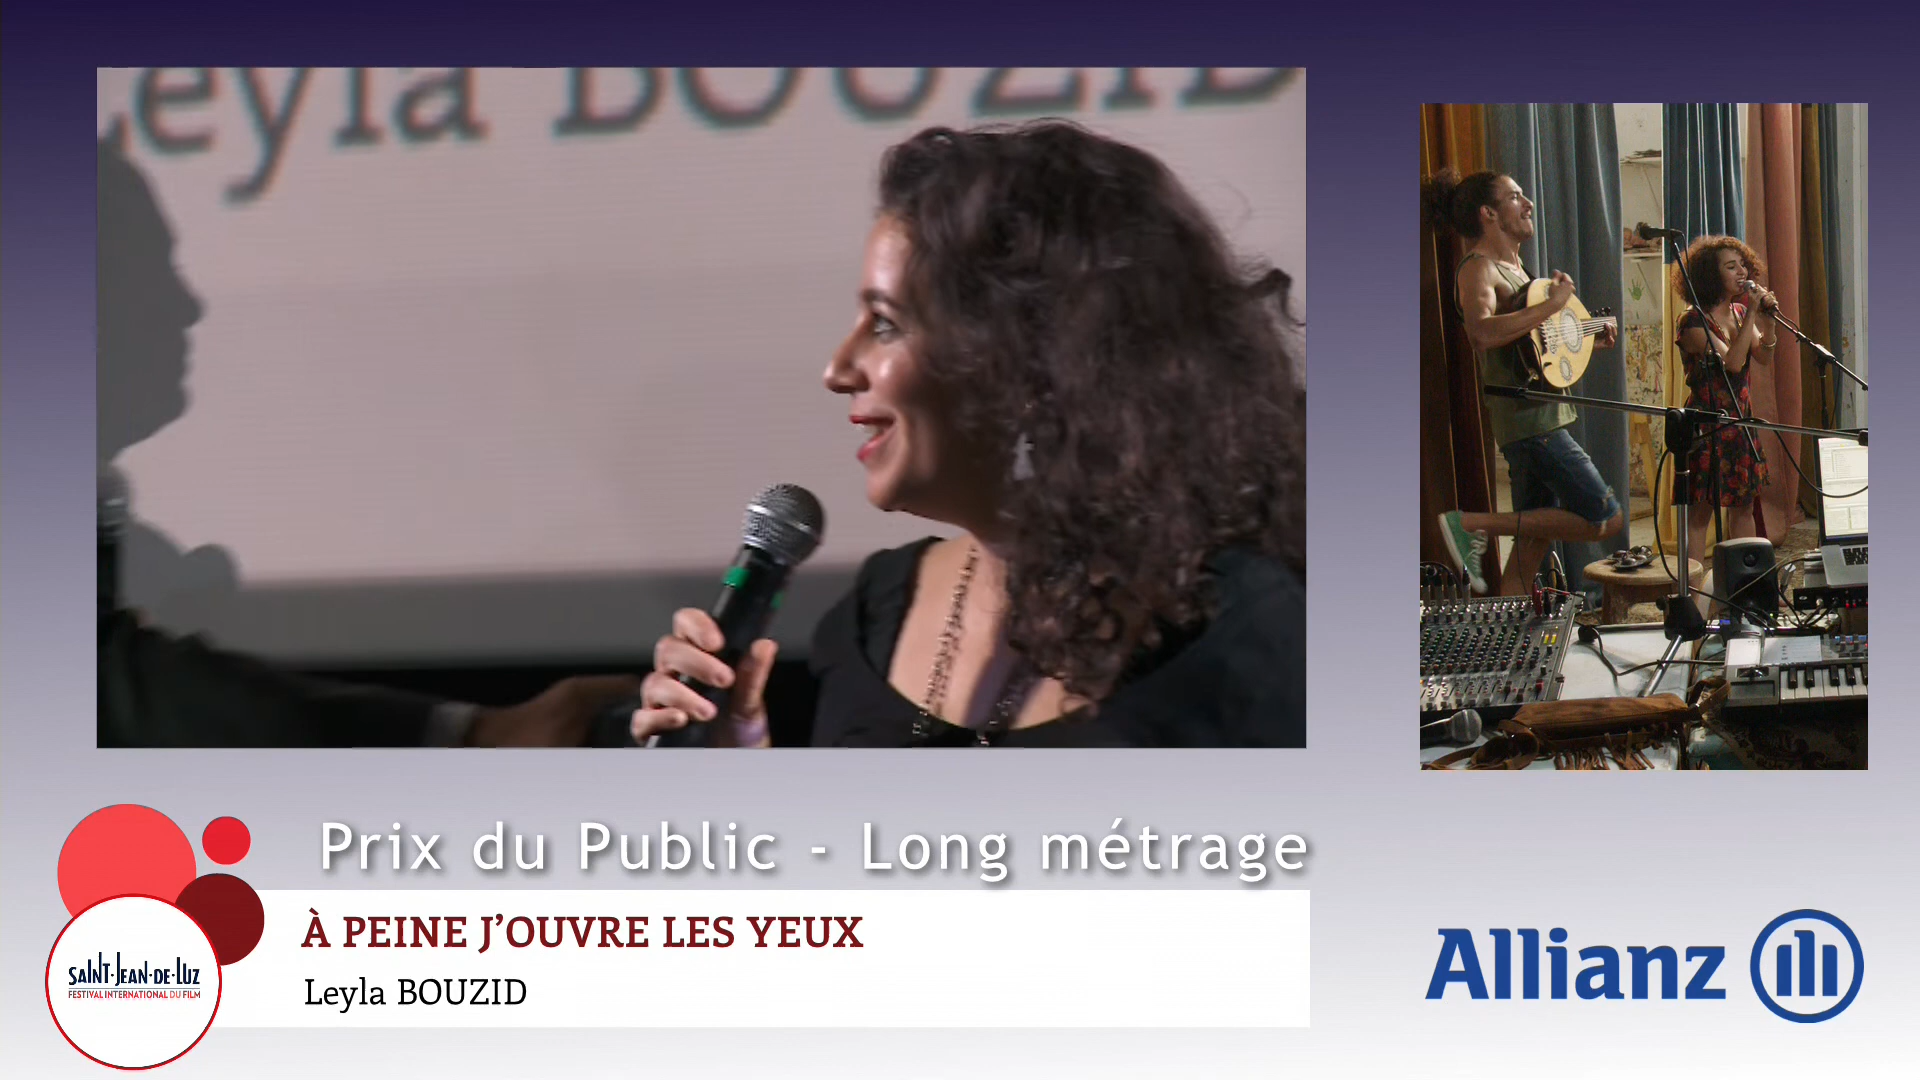 Leyla BOUZID
Prix du Public - Long métrage
À PEINE J’OUVRE LES YEUX
Leyla BOUZID
SAINT·JEAN·DE·LUZ
FESTIVAL INTERNATIONAL DU FILM
Allianz